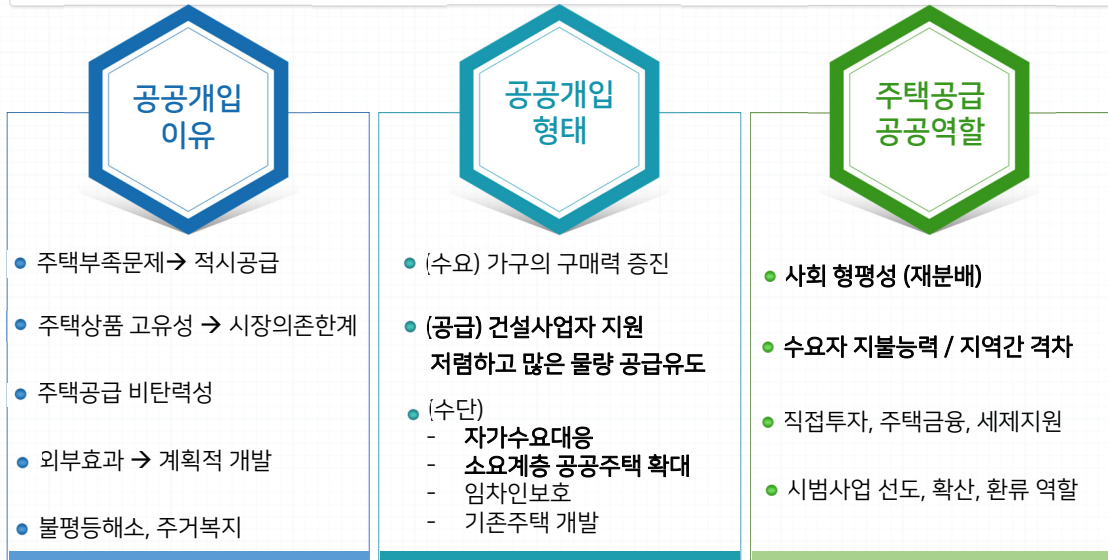 공공개입
이유
주택부족문제→ 적시공급
주택상품 고유성 → 시장의존한계
주택공급 비탄력성
외부효과 → 계획적 개발
불평등해소, 주거복지
공공개입
형태
(수요) 가구의 구매력 증진
(공급) 건설사업자 지원
저렴하고 많은 물량 공급유도
(수단)
- 자가수요대응
- 소요계층 공공주택 확대
- 임차인보호
- 기존주택 개발
주택공급
공공역할
사회 형평성 (재분배)
수요자 지불능력 / 지역간 격차
직접투자, 주택금융, 세제지원
시범사업 선도, 확산, 환류 역할